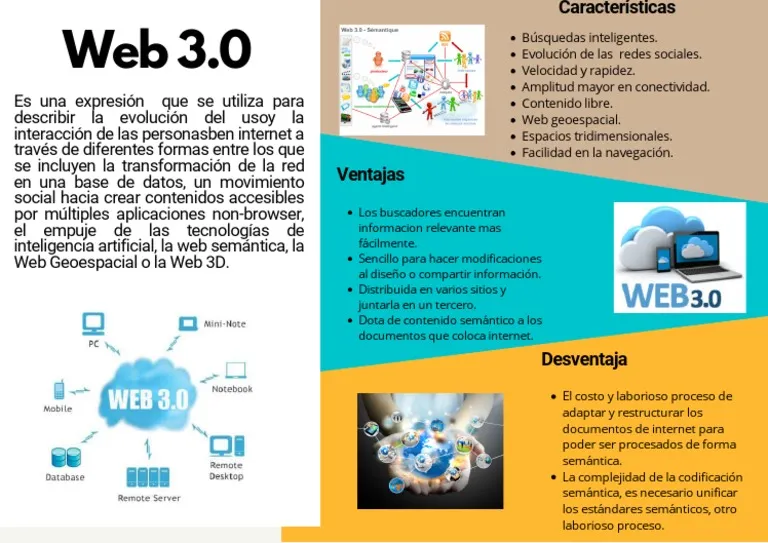 Web 3.0
Es una expresión que se utiliza para
describir la evolución del usoy la
interacción de las personasben internet a
través de diferentes formas entre los que
se incluyen la transformación de la red
en una base de datos, un movimiento
social hacia crear contenidos accesibles
por múltiples aplicaciones non-browser,
el empuje de las tecnologías de
inteligencia artificial, la web semántica, la
Web Geoespacial o la Web 3D.
PC
Mini-Note
Mobile
WEB 3.0
Notebook
Database
Remote
Desktop
Remote Server
Características
Web 3.0 - Sémantique
Búsquedas inteligentes.
Evolución de las redes sociales.
Velocidad y rapidez.
Amplitud mayor en conectividad.
Contenido libre.
Web geoespacial.
Espacios tridimensionales.
Facilidad en la navegación.
Ventajas
Los buscadores encuentran
informacion relevante mas
fácilmente.
Sencillo para hacer modificaciones
al diseño o compartir información.
Distribuida en varios sitios y
juntarla en un tercero.
Dota de contenido semántico a los
documentos que coloca internet.
WEB 3.0
Desventaja
El costo y laborioso proceso de
adaptar y restructurar los
documentos de internet para
poder ser procesados de forma
semántica.
La complejidad de la codificación
semántica, es necesario unificar
los estándares semánticos, otro
laborioso proceso.